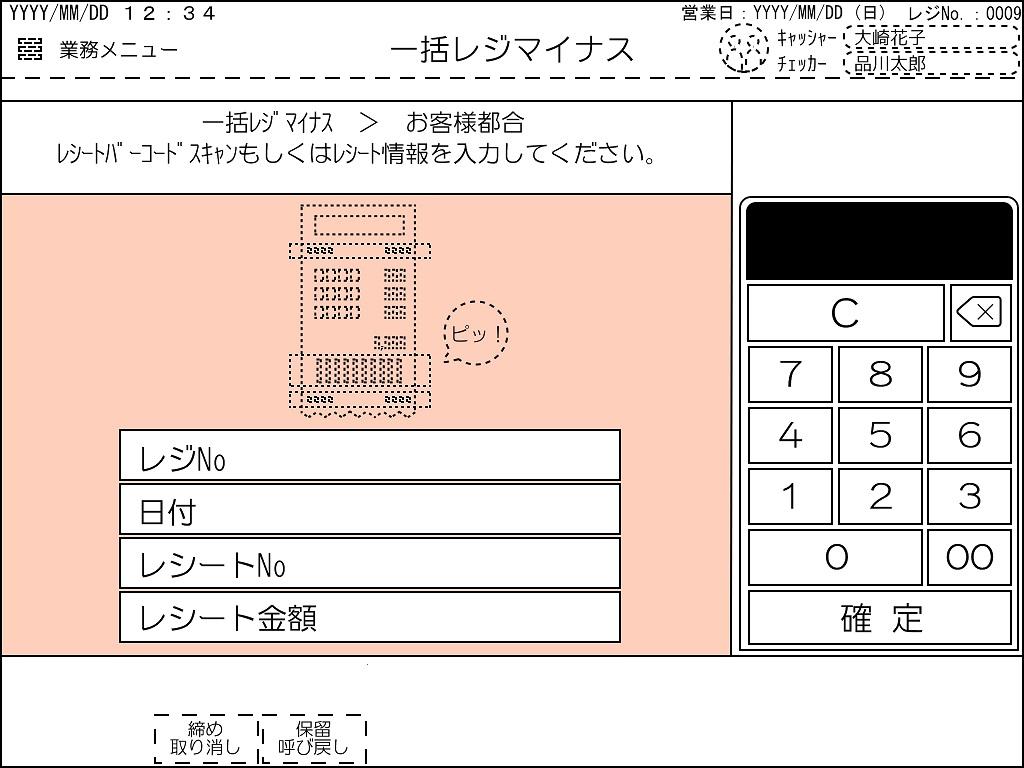 YYYY/MM/DD １２：３４
営業日：YYYY/MM/DD（日） レジNo.：0009
業務メニュー
一括レジマイナス
ｷｬｯｼｬｰ 大崎花子
ﾁｪｯｶｰ 品川太郎
一括ﾚｼﾞﾏｲﾅｽ ＞ お客様都合
ﾚｼｰﾄﾊﾞｰｺｰﾄﾞｽｷｬﾝもしくはﾚｼｰﾄ情報を入力してください。
ピッ！
レジNo
日付
レシートNo
レシート金額
C
7 8 9
4 5 6
1 2 3
0 00
確 定
締め
取り消し
保留
呼び戻し